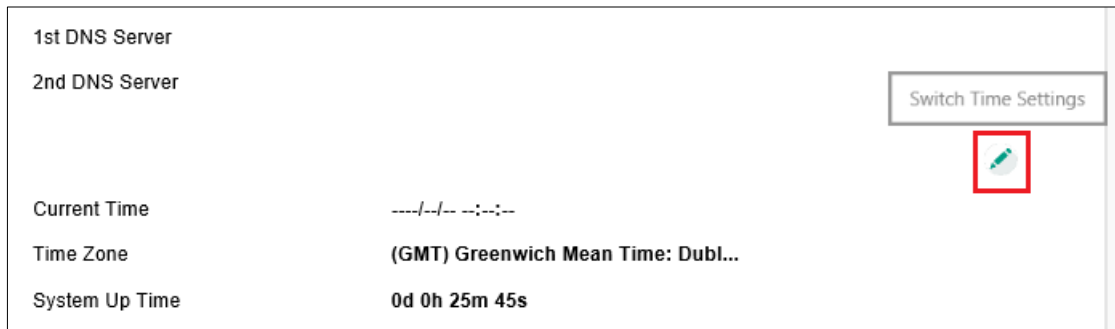 1st DNS Server
2nd DNS Server
Switch Time Settings
Current Time ----/--/-- --:--:--
Time Zone (GMT) Greenwich Mean Time: Dubl...
System Up Time 0d 0h 25m 45s